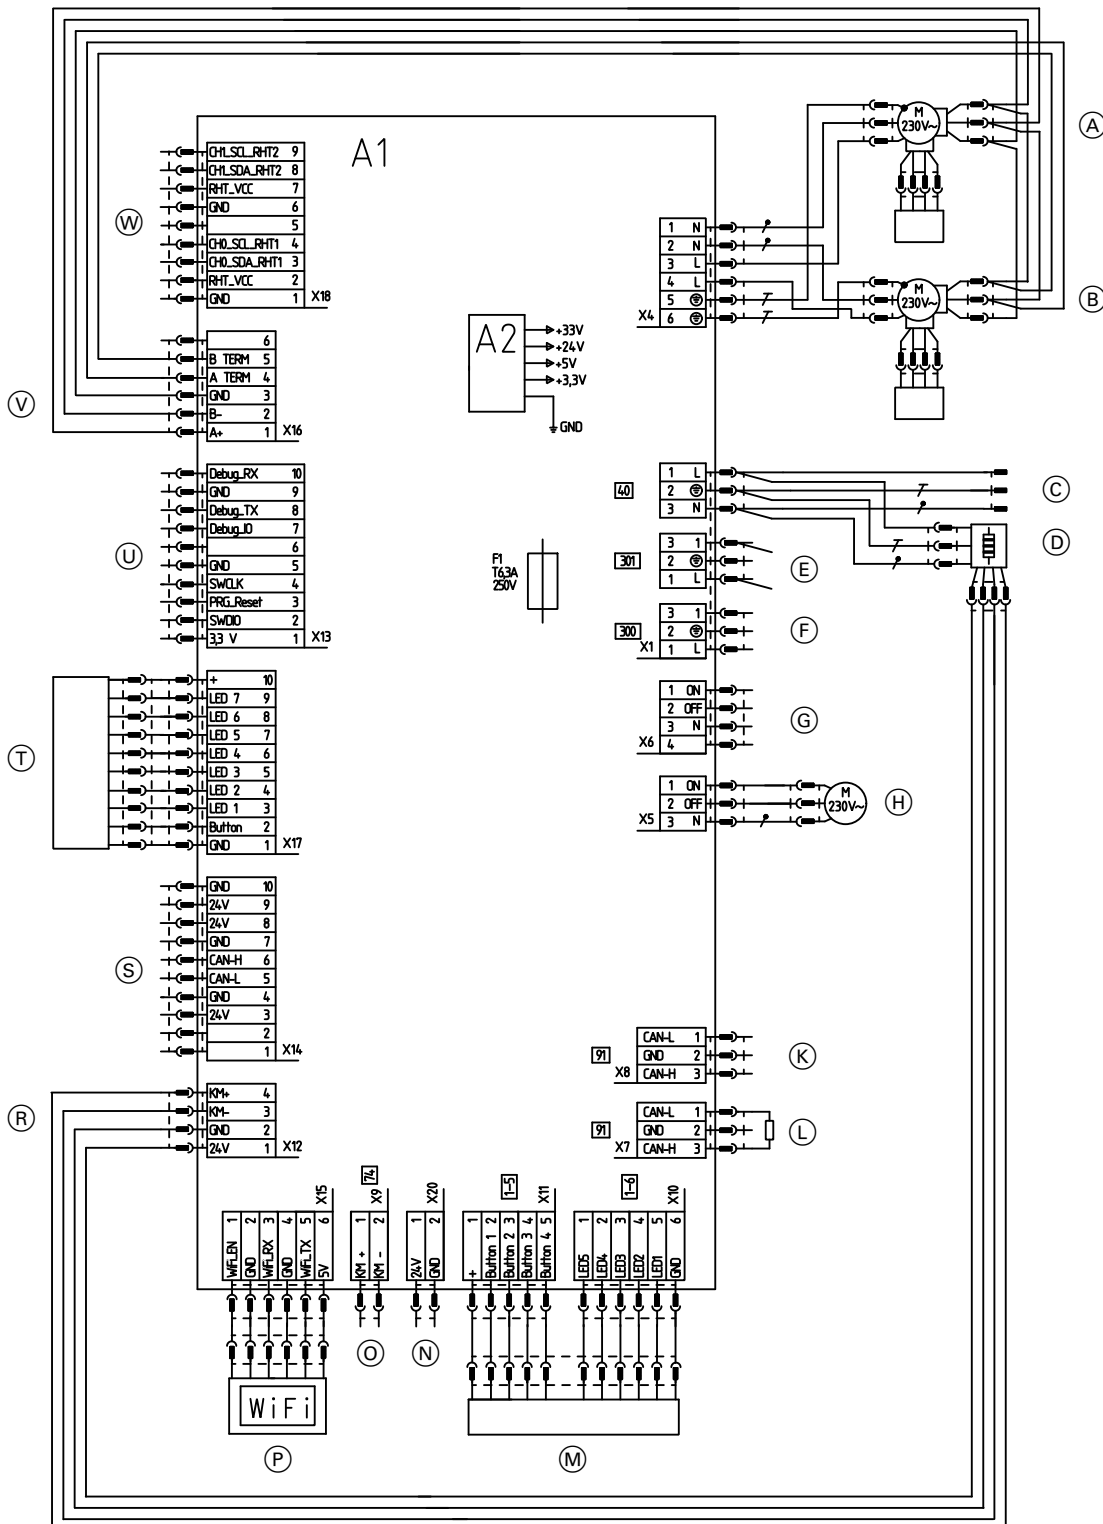 A1
CH1_SCL_RHT2 9
CH1_SDA_RHT2 8
RHT_VCC 7
GND 6
5
CH0_SCL_RHT1 4
CH0_SDA_RHT1 3
RHT_VCC 2
GND 1 X18
W
6
B TERM 5
A TERM 4
GND 3
B- 2
A+ 1 X16
V
Debug_RX 10
GND 9
Debug_TX 8
Debug_IO 7
6
GND 5
SWCLK 4
PRG_Reset 3
SWDIO 2
3,3 V 1 X13
U
+ 10
LED 7 9
LED 6 8
LED 5 7
LED 4 6
LED 3 5
LED 2 4
LED 1 3
Button 2
GND 1 X17
T
GND 10
24V 9
24V 8
GND 7
CAN-H 6
CAN-L 5
GND 4
24V 3
2
1 X14
S
KM+ 4
KM- 3
GND 2
24V 1 X12
R
A2
+33V
+24V
+5V
+3,3V
GND
F1
T6,3A
250V
M
230V~
A
M
230V~
B
1 N
2 N
3 L
4 L
5
X4 6
1 L
40 2
3 N
C
D
3 1
301 2
1 L
E
3 1
300 2
X1 1 L
F
1 ON
2 OFF
3 N
X6 4
G
1 ON
2 OFF
X5 3 N
M
230V~
H
CAN-L 1
91 GND 2
X8 CAN-H 3
K
CAN-L 1
91 GND 2
X7 CAN-H 3
L
X15
1 WiFi_EN
2 GND
3 WiFi_RX
4 GND
5 WiFi_TX
6 5V
WiFi
P
74
X9
1 KM +
2 KM -
O
X20
1 24V
2 GND
N
1-5
X11
1 +
2 Button 1
3 Button 2
4 Button 3
5 Button 4
1-6
X10
1 LED5
2 LED4
3 LED3
4 LED2
5 LED1
6 GND
M